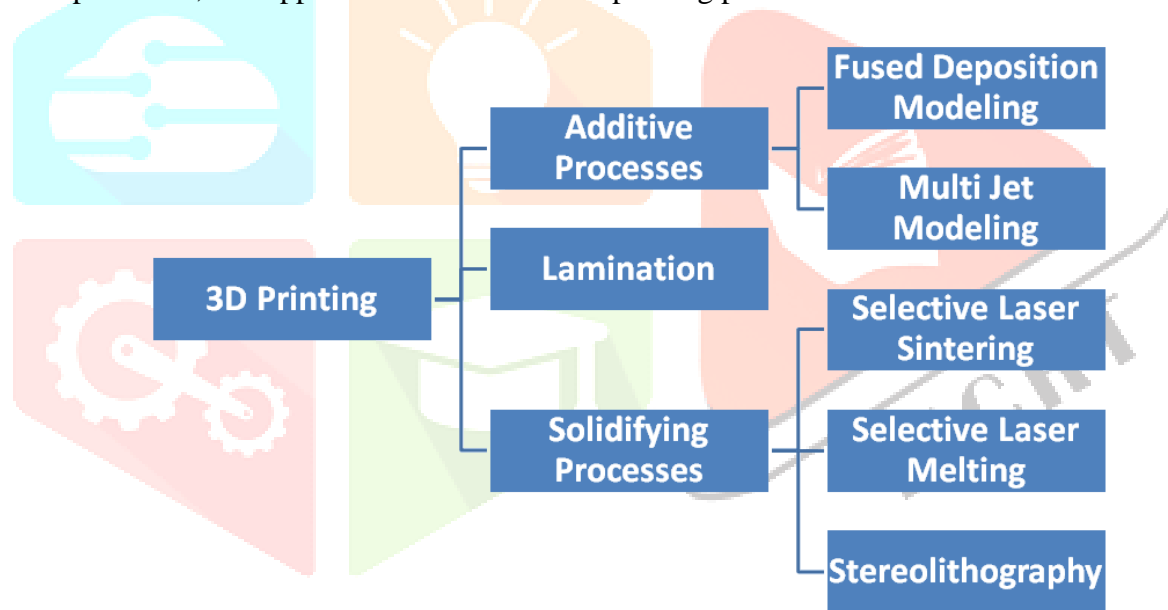 Fused Deposition
Modeling
Additive
Processes
Multi Jet
Modeling
Lamination
3D Printing
Selective Laser
Sintering
Solidifying
Processes
Selective Laser
Melting
Stereolithography